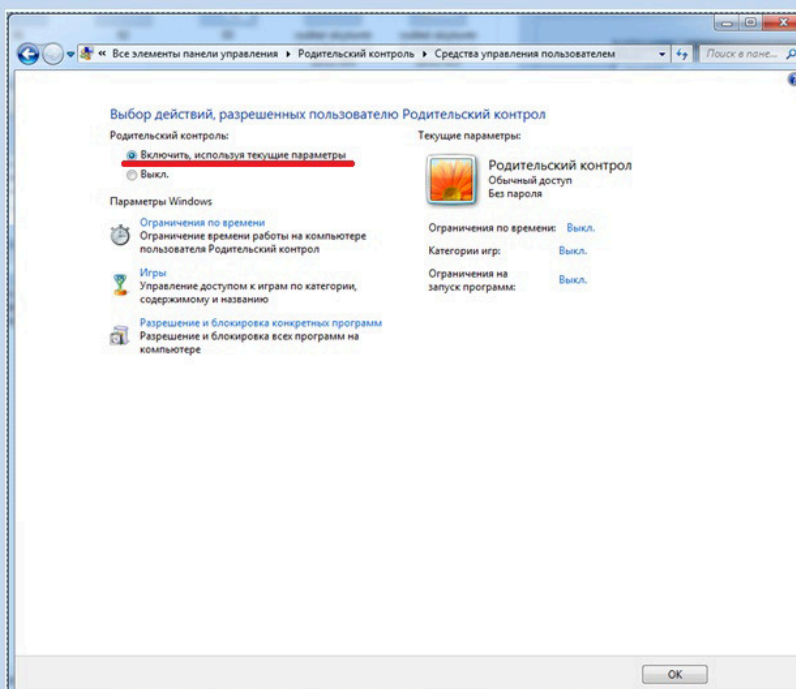 « Все элементы панели управления ▸ Родительский контроль ▸ Средства управления пользователем
Поиск в пане...
Выбор действий, разрешенных пользователю Родительский контрол
Родительский контроль:
Включить, используя текущие параметры
Выкл.
Параметры Windows
Ограничения по времени
Ограничение времени работы на компьютере
пользователя Родительский контрол
Игры
Управление доступом к играм по категории,
содержимому и названию
Разрешение и блокировка конкретных программ
Разрешение и блокировка всех программ на
компьютере
Текущие параметры:
Родительский контрол
Обычный доступ
Без пароля
Ограничения по времени: Выкл.
Категории игр: Выкл.
Ограничения на
запуск программ: Выкл.
OK